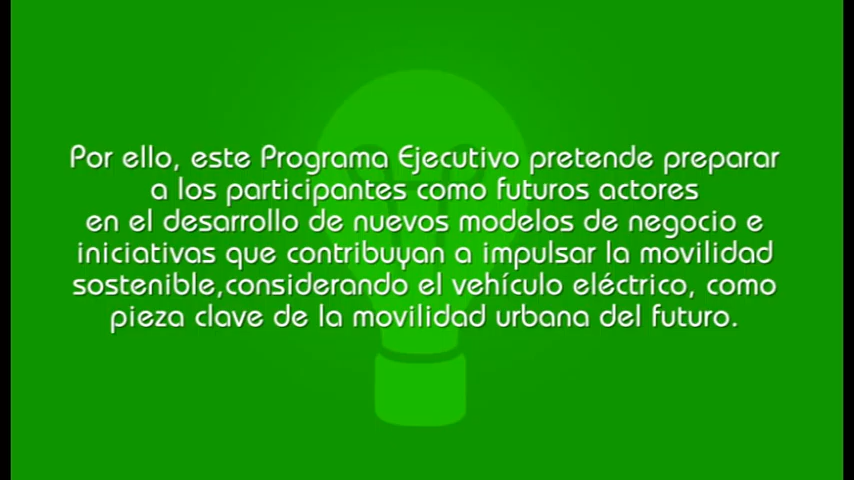 Por ello, este Programa Ejecutivo pretende preparar
a los participantes como futuros actores
en el desarrollo de nuevos modelos de negocio e
iniciativas que contribuyan a impulsar la movilidad
sostenible,considerando el vehículo eléctrico, como
pieza clave de la movilidad urbana del futuro.